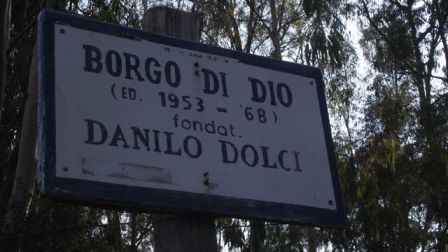 BORGO DI DIO
(ED. 1953 - '68)
fondat.
DANILO DOLCI